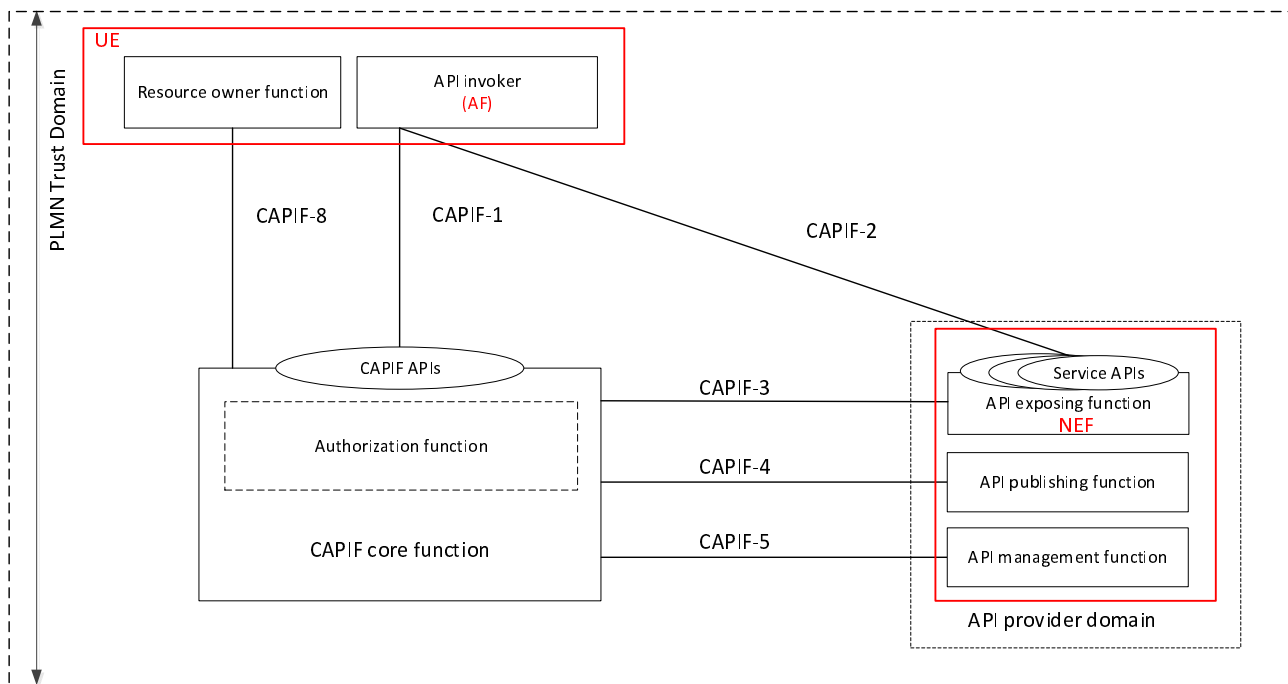 UE
Resource owner function
API invoker
(AF)
PLMN Trust Domain
CAPIF-8
CAPIF-1
CAPIF-2
CAPIF APIs
Authorization function
CAPIF core function
CAPIF-3
CAPIF-4
CAPIF-5
Service APIs
API exposing function
NEF
API publishing function
API management function
API provider domain